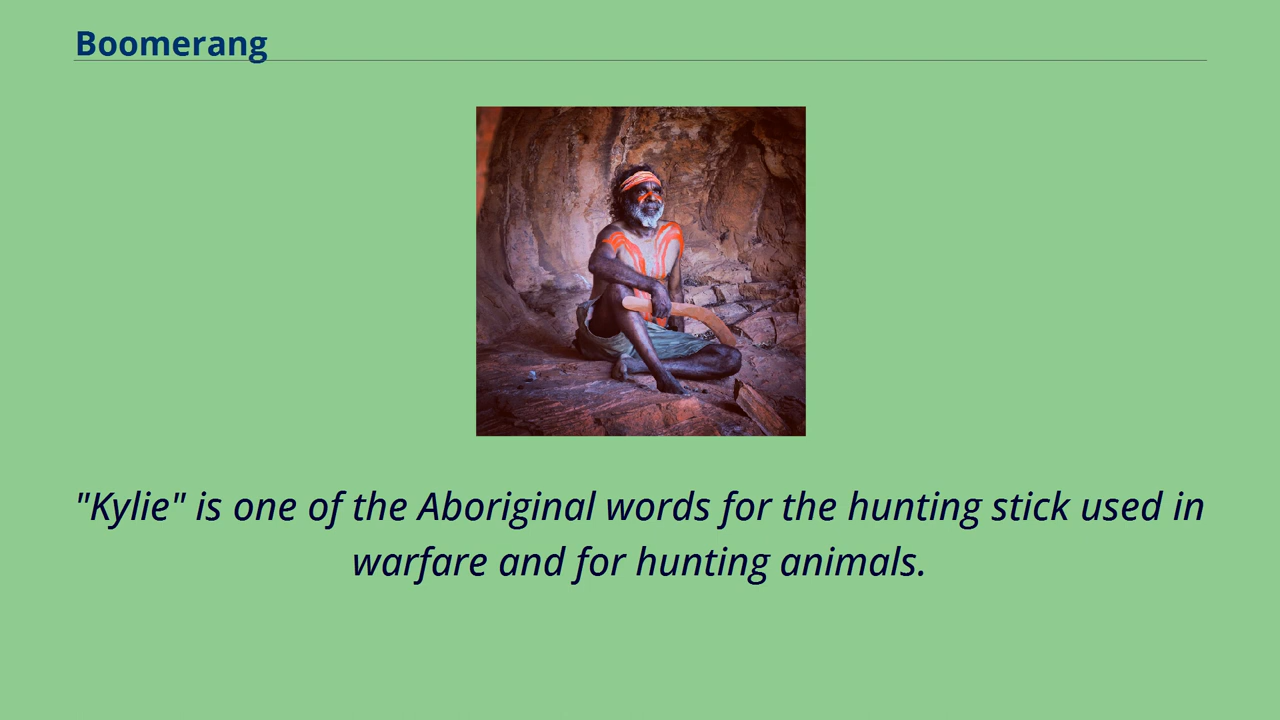 Boomerang
"Kylie" is one of the Aboriginal words for the hunting stick used in
warfare and for hunting animals.